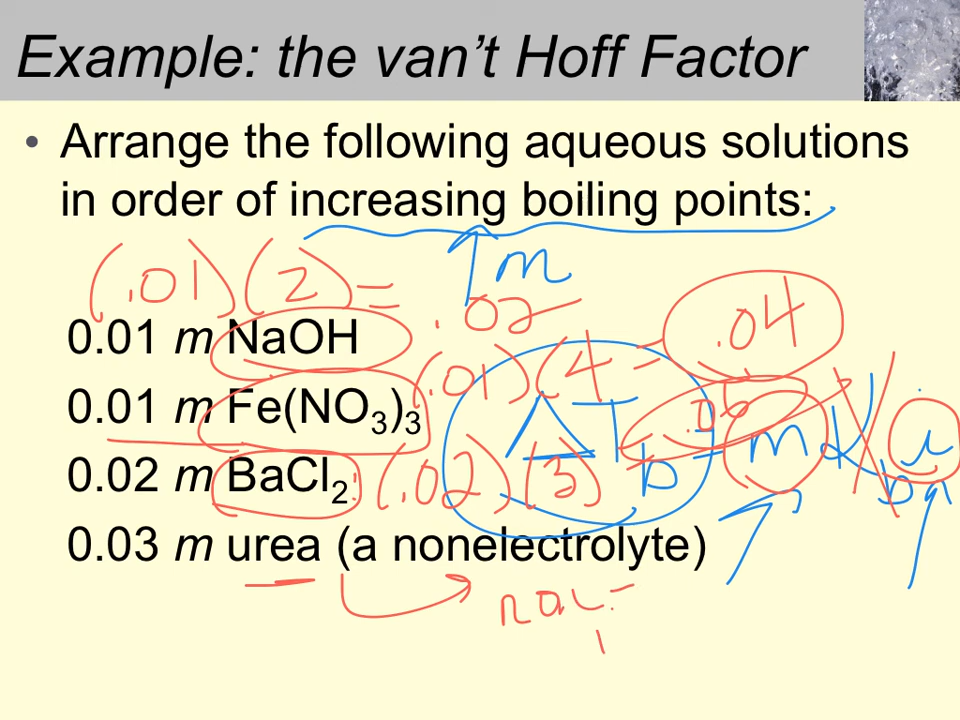 Example: the van’t Hoff Factor
• Arrange the following aqueous solutions
in order of increasing boiling points:
(.01)(2) = .02
↑ m
0.01 m NaOH
(.01)(4 = .04
0.01 m Fe(NO₃)₃
ΔT_b = m K_b i
0.02 m BaCl₂
(.02)(3) = .06
0.03 m urea (a nonelectrolyte)